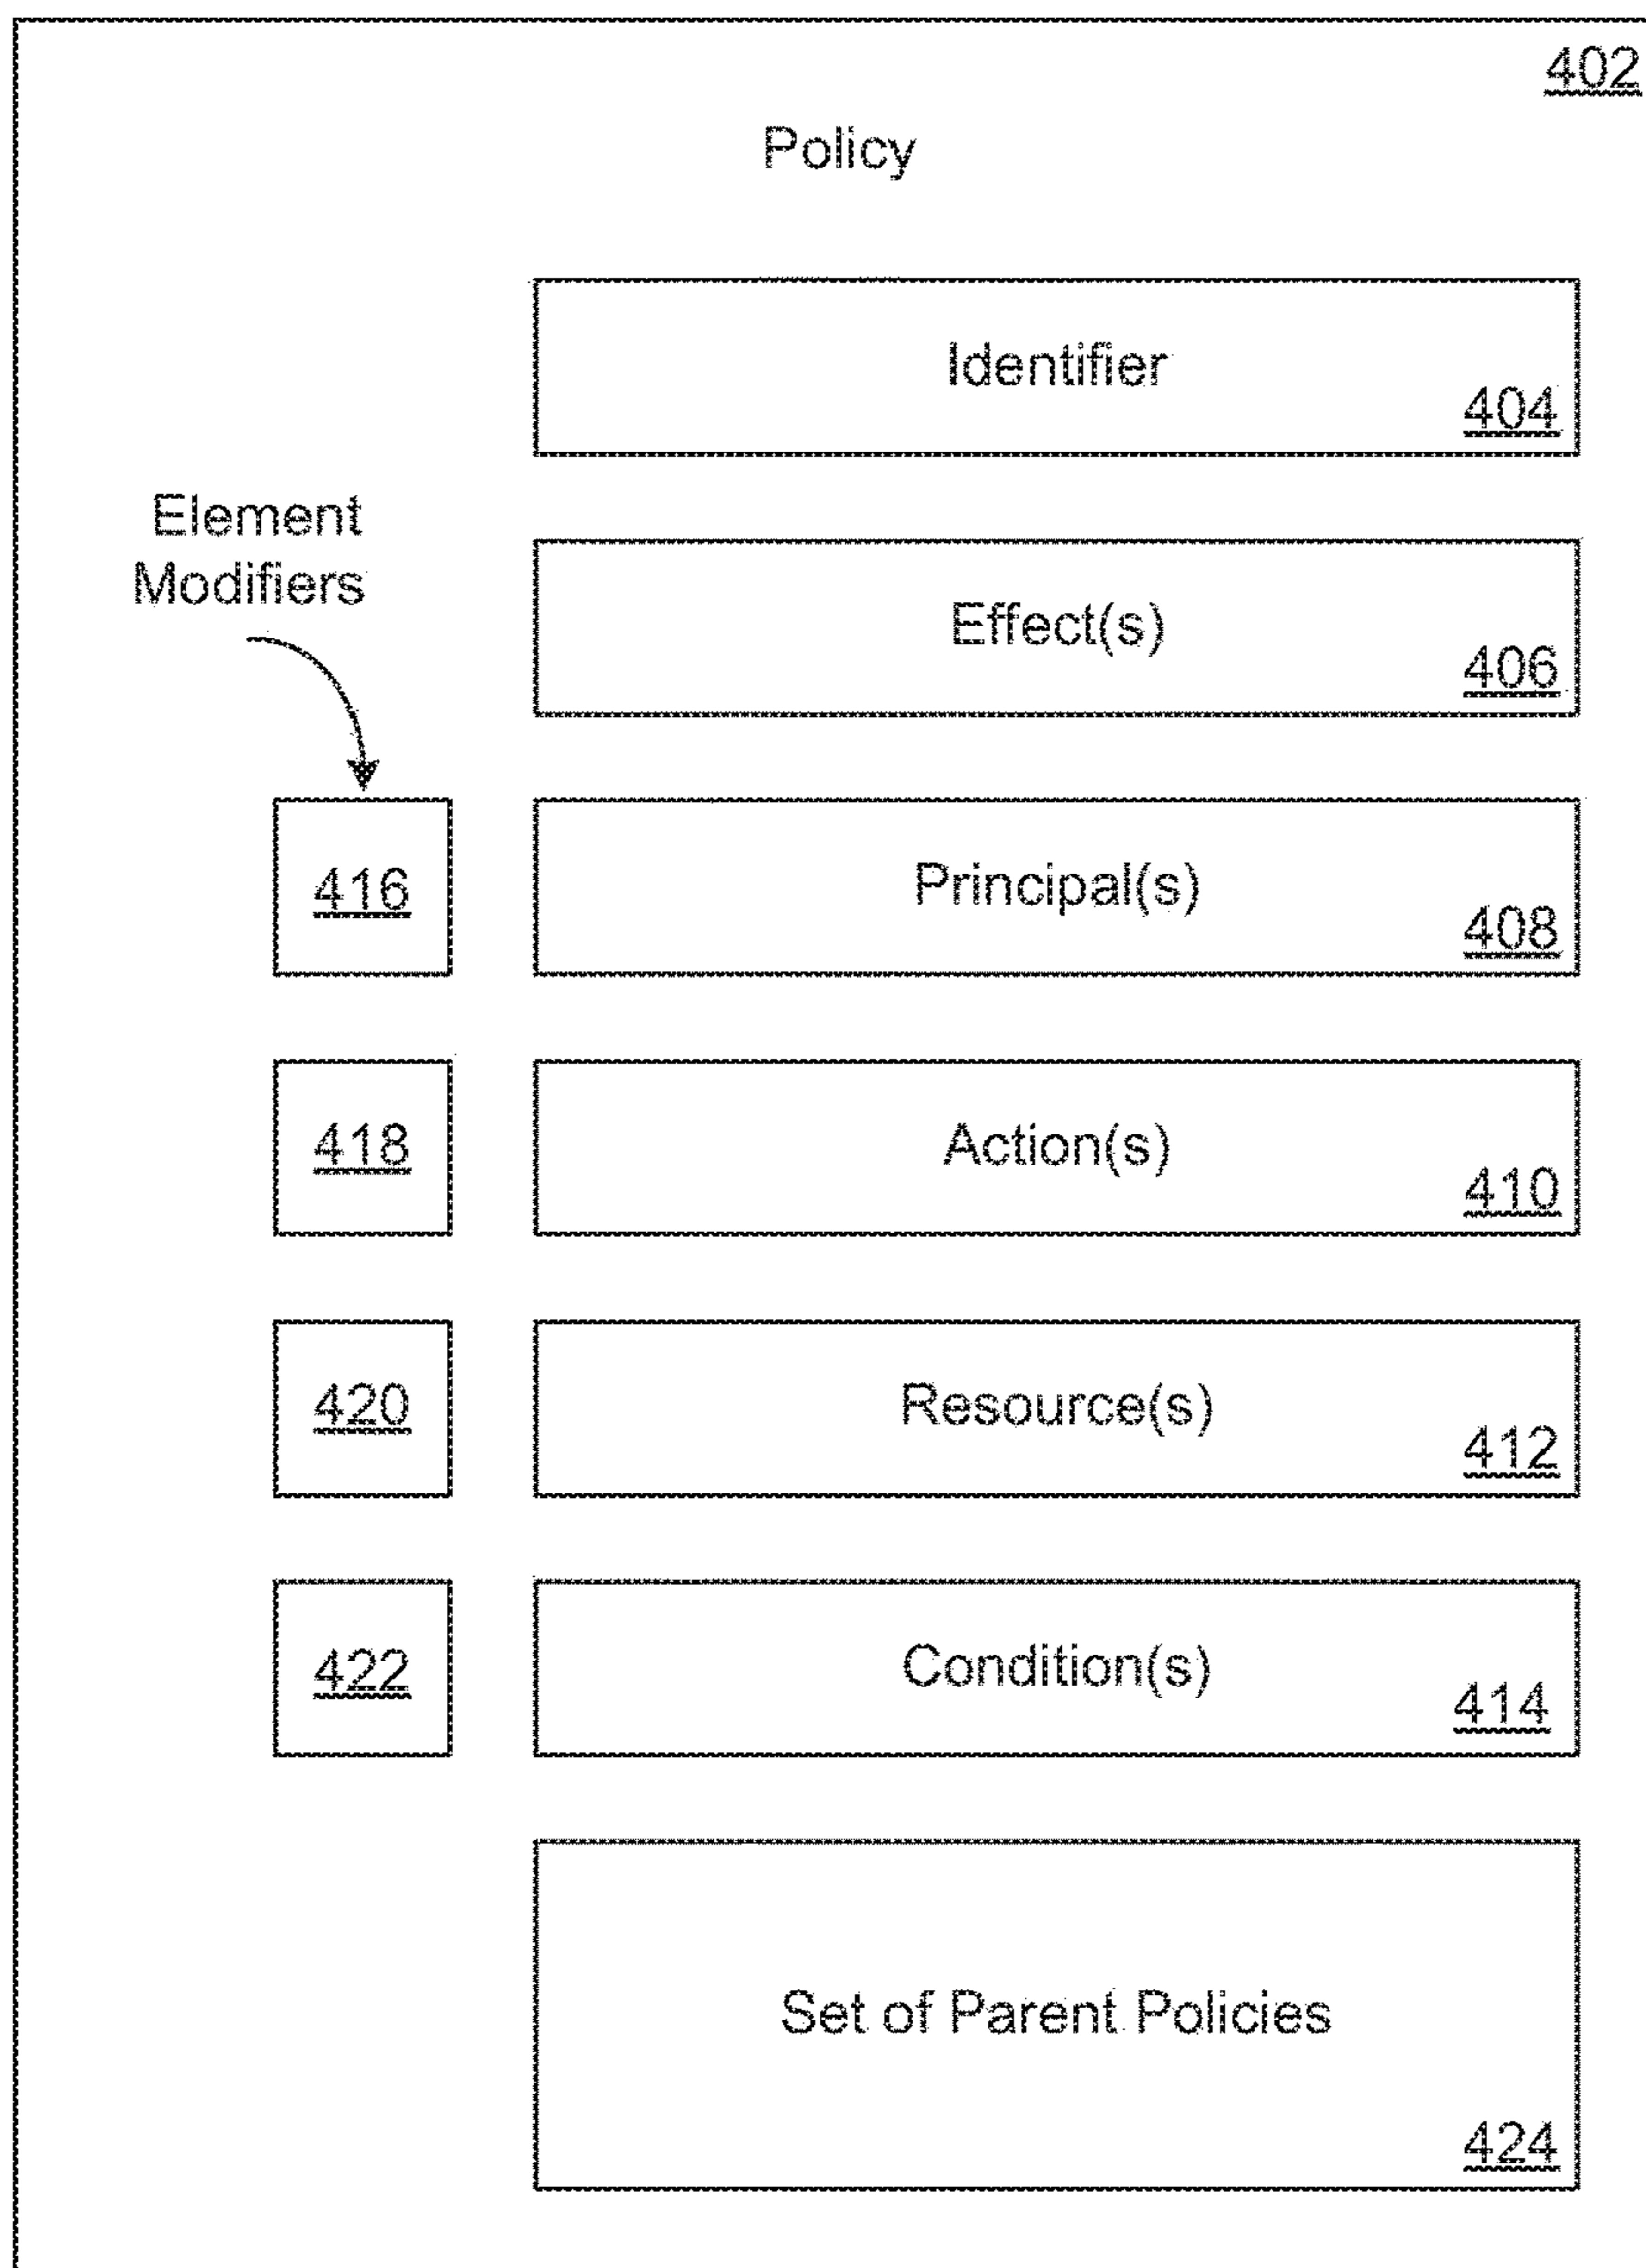 402
Policy
Identifier
404
Element
Modifiers
Effect(s)
406
416
Principal(s)
408
418
Action(s)
410
420
Resource(s)
412
422
Condition(s)
414
Set of Parent Policies
424